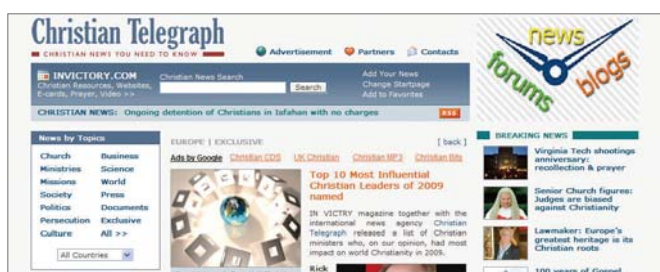 Christian Telegraph
CHRISTIAN NEWS YOU NEED TO KNOW
Advertisement Partners Contacts
news
forums
blogs
INVICTORY.COM
Christian Resources, Websites,
E-cards, Prayer, Video >>
Christian News Search
Search
Add Your News
Change Startpage
Add to Favorites
CHRISTIAN NEWS: Ongoing detention of Christians in Isfahan with no charges
RSS
News by Topics
Church Business
Ministries Science
Missions World
Society Press
Politics Documents
Persecution Exclusive
Culture All >>
All Countries
EUROPE | EXCLUSIVE [ back ]
Ads by Google Christian CDS UK Christian Christian MP3 Christian Bits
Top 10 Most Influential
Christian Leaders of 2009
named
IN VICTRY magazine together with the
international news agency Christian
Telegraph released a list of Christian
ministers who, on our opinion, had most
impact on world Christianity in 2009.
Rick
BREAKING NEWS
Virginia Tech shootings
anniversary:
recollection & prayer
Senior Church figures:
Judges are biased
against Christianity
Lawmaker: Europe's
greatest heritage is its
Christian roots
100 years of Gospel